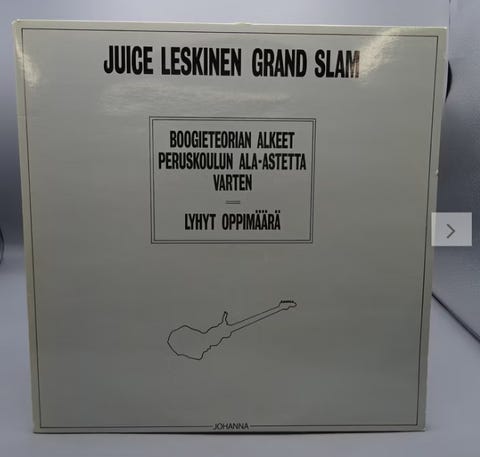 JUICE LESKINEN GRAND SLAM
BOOGIETEORIAN ALKEET
PERUSKOULUN ALA-ASTETTA
VARTEN
LYHYT OPPIMÄÄRÄ
JOHANNA